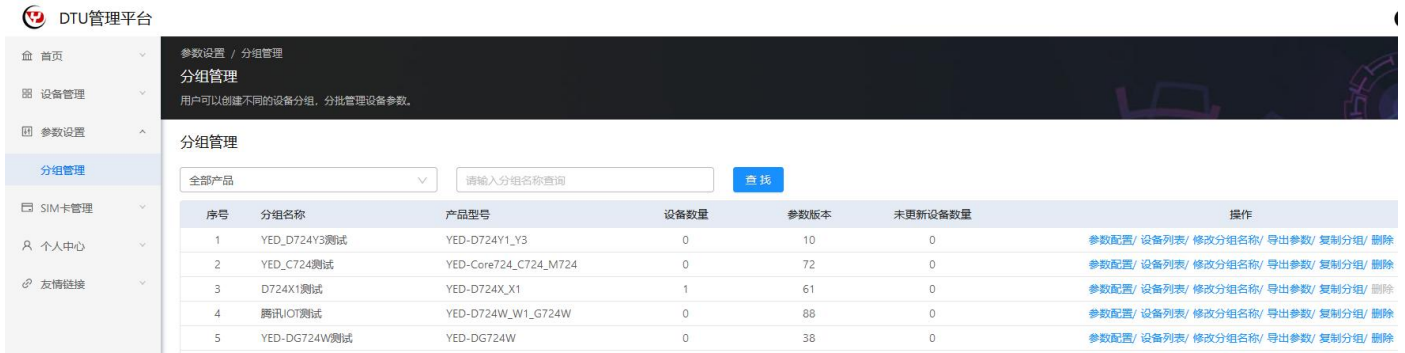 DTU管理平台
首页
设备管理
参数设置
分组管理
SIM卡管理
个人中心
友情链接
参数设置 / 分组管理
分组管理
用户可以创建不同的设备分组，分批管理设备参数。
分组管理
全部产品 请输入分组名称查询 查 找
序号 分组名称 产品型号 设备数量 参数版本 未更新设备数量 操作
1 YED_D724Y3测试 YED-D724Y1_Y3 0 10 0 参数配置/ 设备列表/ 修改分组名称/ 导出参数/ 复制分组/ 删除
2 YED_C724测试 YED-Core724_C724_M724 0 72 0 参数配置/ 设备列表/ 修改分组名称/ 导出参数/ 复制分组/ 删除
3 D724X1测试 YED-D724X_X1 1 61 0 参数配置/ 设备列表/ 修改分组名称/ 导出参数/ 复制分组/ 删除
4 腾讯IOT测试 YED-D724W_W1_G724W 0 88 0 参数配置/ 设备列表/ 修改分组名称/ 导出参数/ 复制分组/ 删除
5 YED-DG724W测试 YED-DG724W 0 38 0 参数配置/ 设备列表/ 修改分组名称/ 导出参数/ 复制分组/ 删除